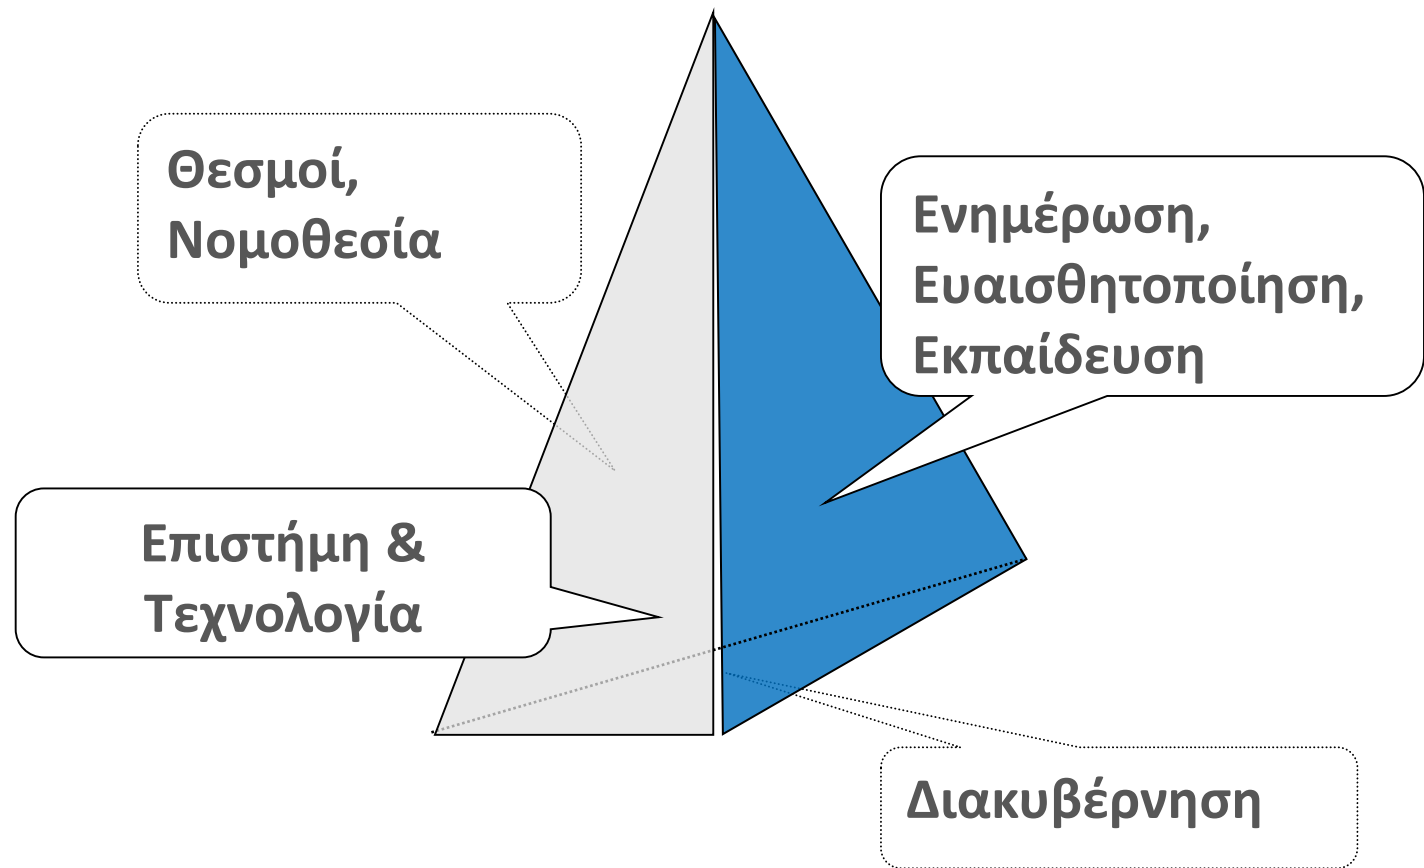 Θεσμοί,
Νομοθεσία
Ενημέρωση,
Ευαισθητοποίηση,
Εκπαίδευση
Επιστήμη &
Τεχνολογία
Διακυβέρνηση